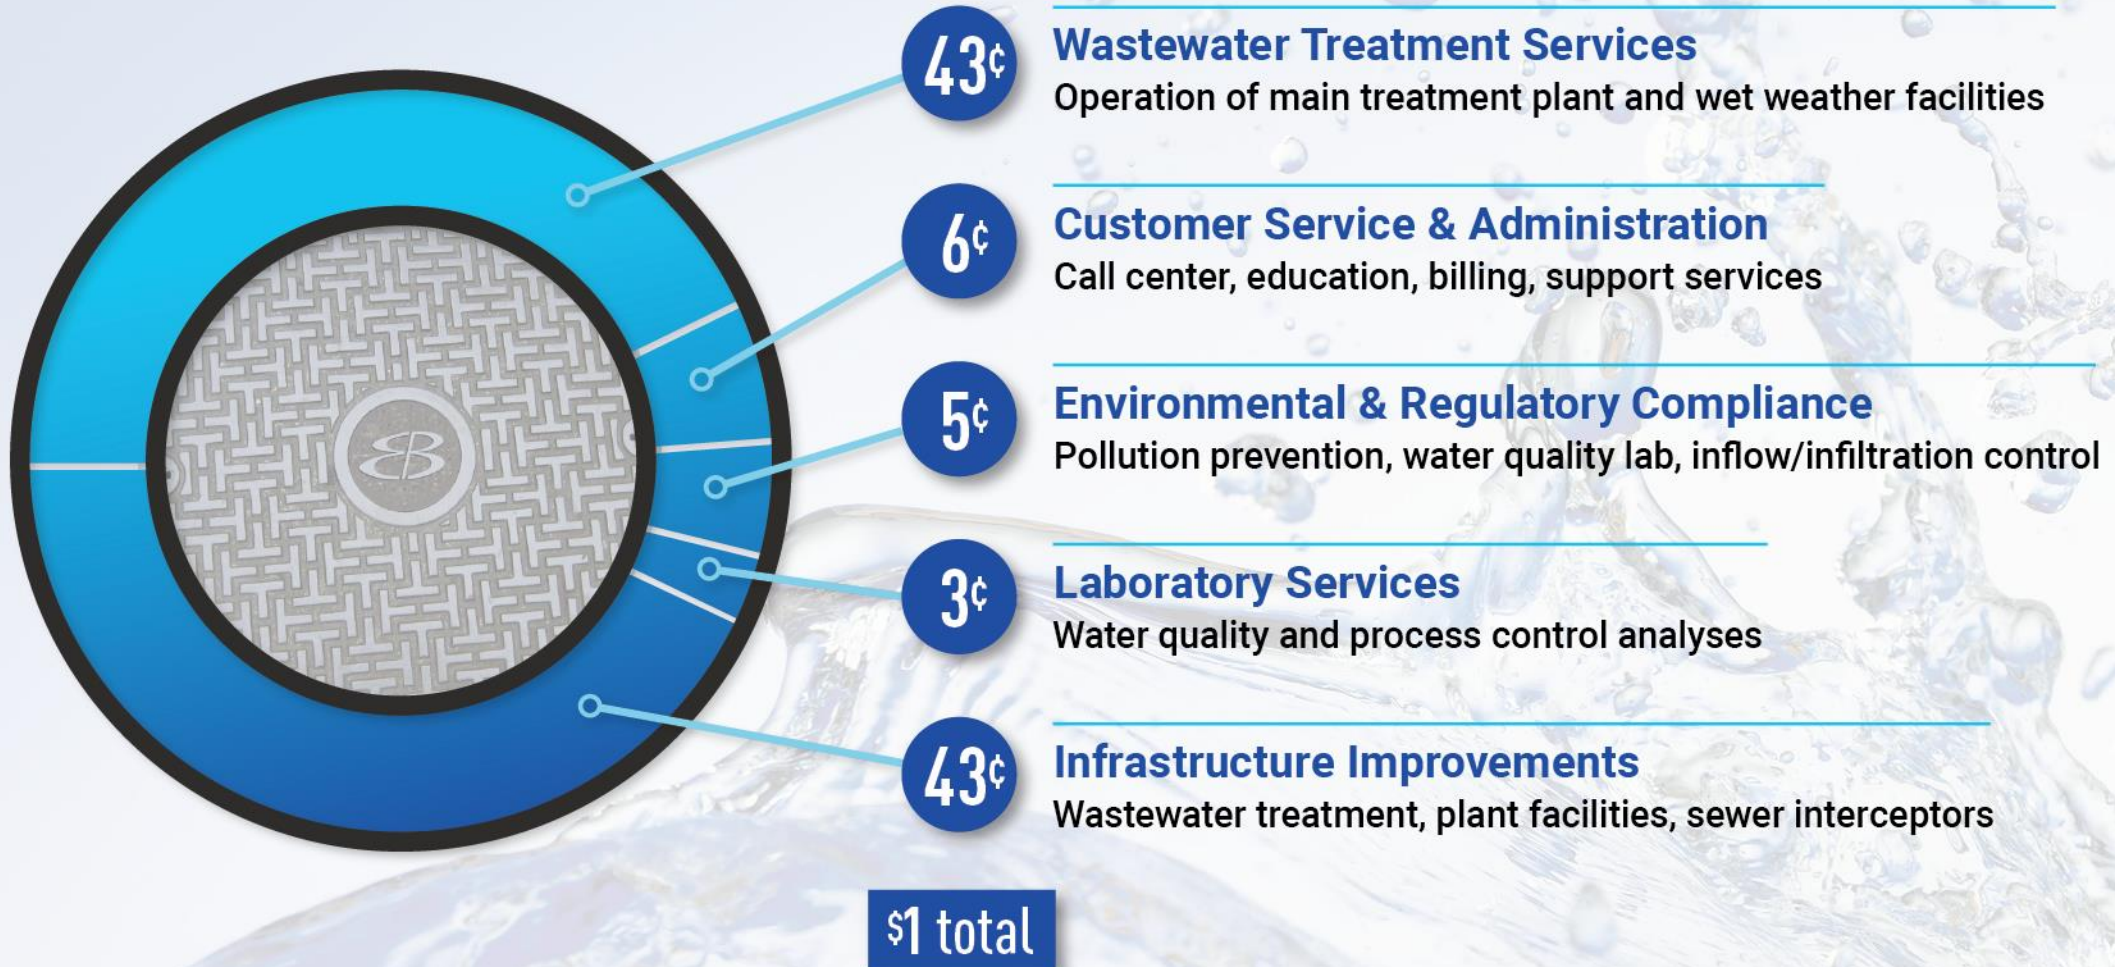 43¢
Wastewater Treatment Services
Operation of main treatment plant and wet weather facilities
6¢
Customer Service & Administration
Call center, education, billing, support services
5¢
Environmental & Regulatory Compliance
Pollution prevention, water quality lab, inflow/infiltration control
3¢
Laboratory Services
Water quality and process control analyses
43¢
Infrastructure Improvements
Wastewater treatment, plant facilities, sewer interceptors
$1 total